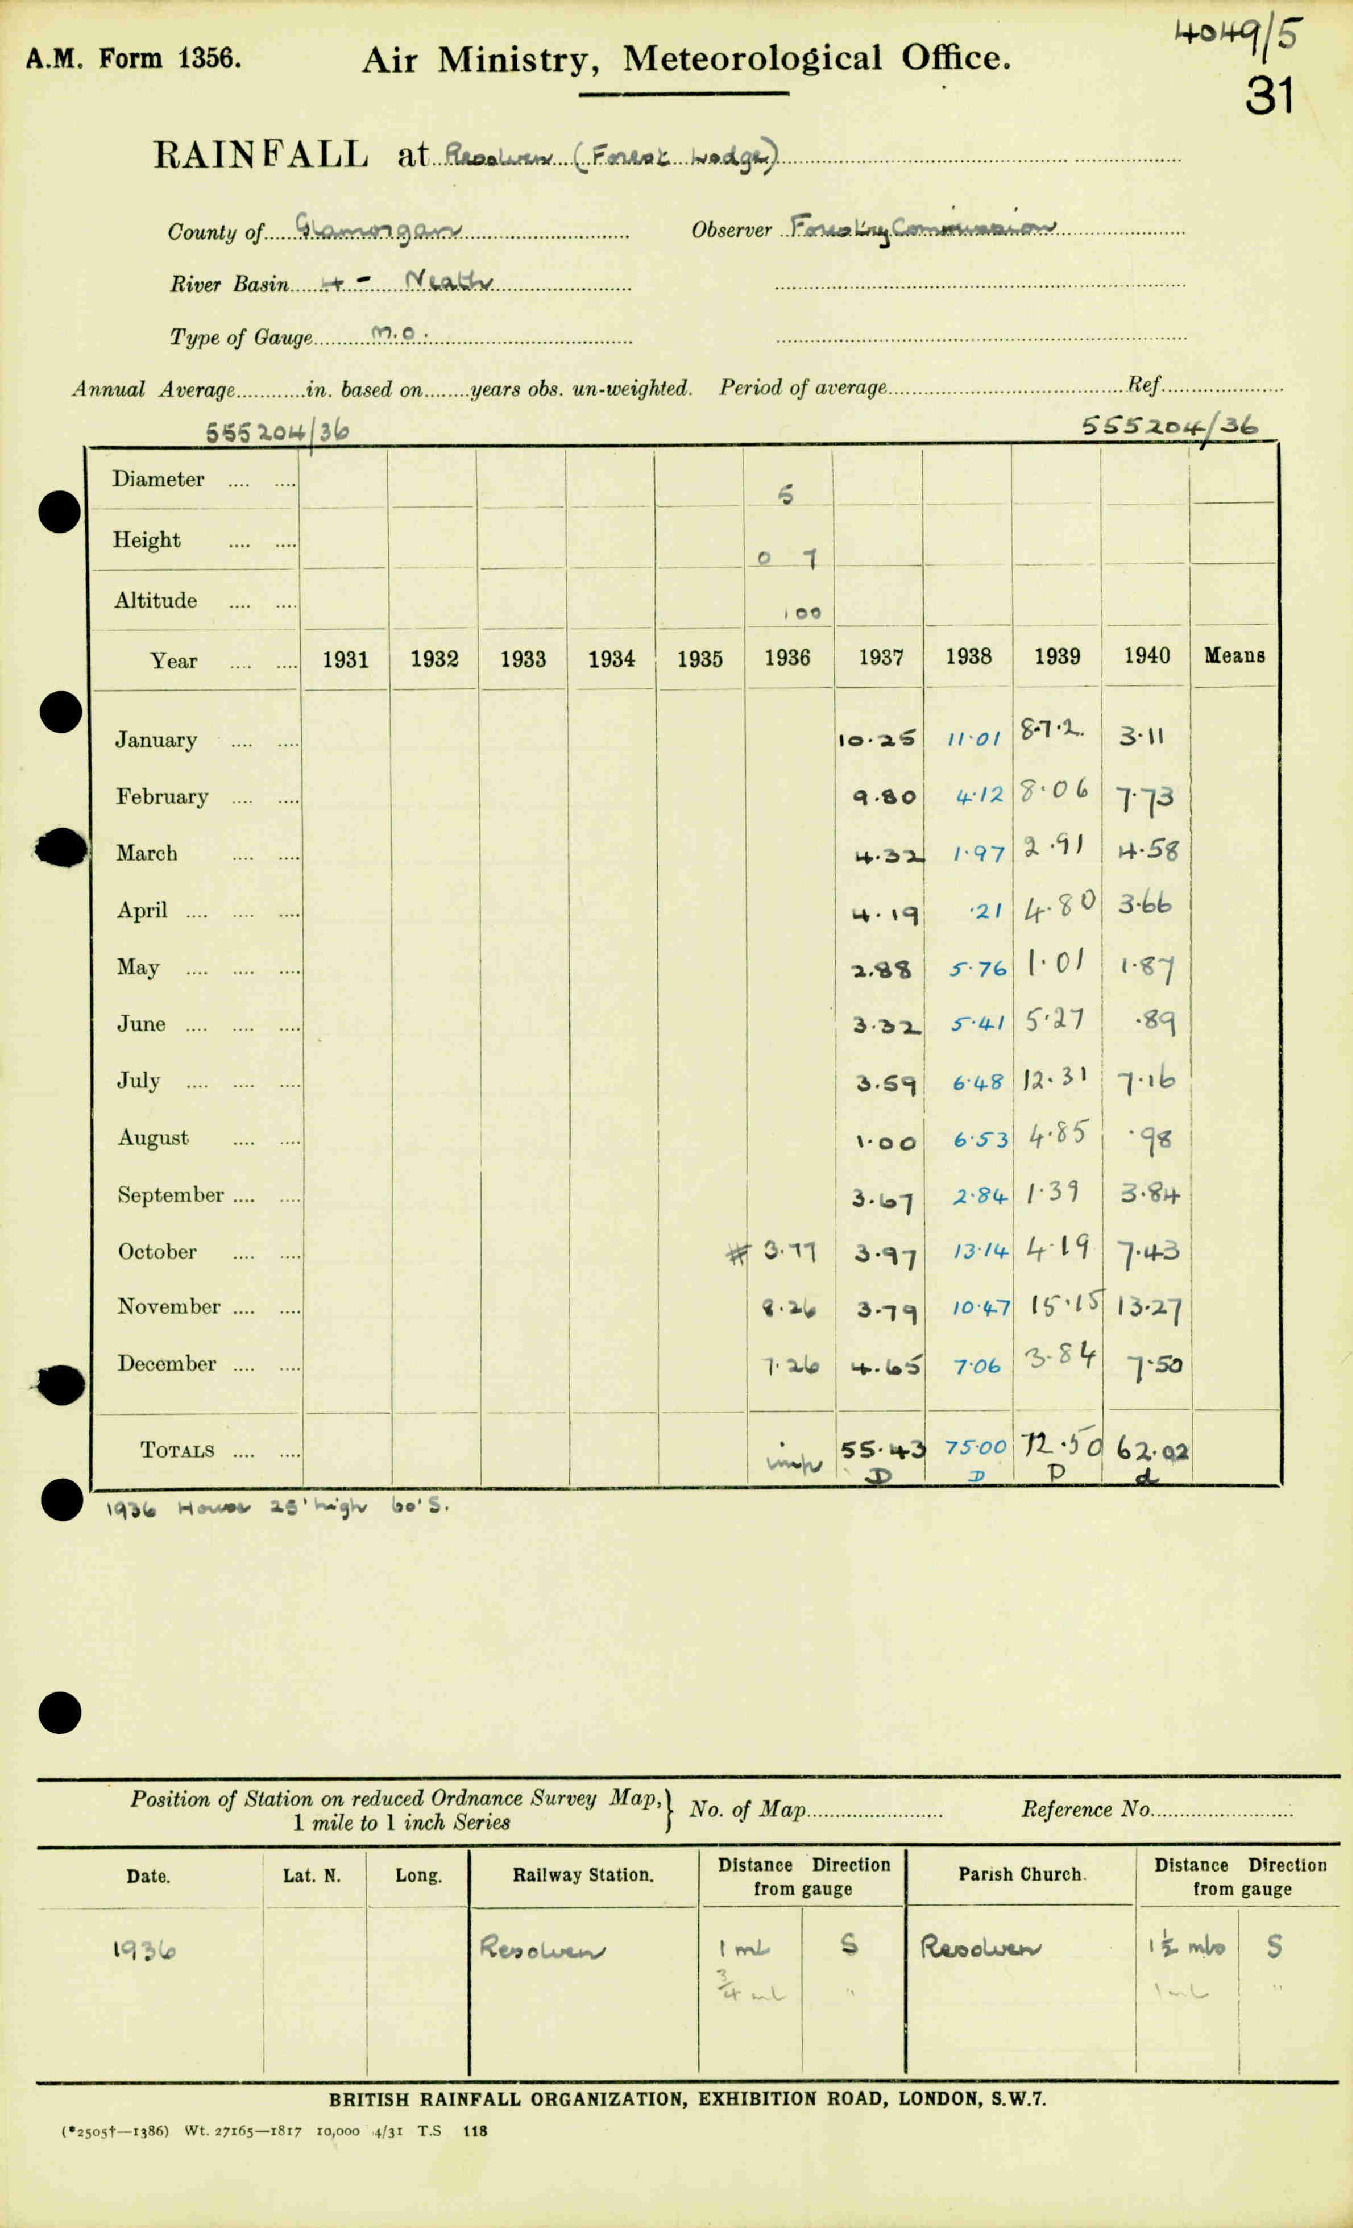 4049/5
A.M. Form 1356. Air Ministry, Meteorological Office.
31
RAINFALL at Resolven (Forest Lodge)
County of Glamorgan Observer Forestry Commission
River Basin 4 - Neath
Type of Gauge M.O.
Annual Average in. based on years obs. un-weighted. Period of average Ref
555204/36 555204/36
Diameter 5
Height 0 7
Altitude 100
Year 1931 1932 1933 1934 1935 1936 1937 1938 1939 1940 Means
January 10.25 11.01 8.72 3.11
February 9.80 4.12 8.06 7.73
March 4.32 1.97 2.91 4.58
April 4.19 .21 4.80 3.66
May 2.88 5.76 1.01 1.87
June 3.32 5.41 5.27 .89
July 3.59 6.48 12.31 7.16
August 1.00 6.53 4.85 .98
September 3.67 2.84 1.39 3.84
October # 3.77 3.97 13.14 4.19 7.43
November 8.26 3.79 10.47 15.15 13.27
December 7.26 4.65 7.06 3.84 7.50
TOTALS imp 55.43 75.00 72.50 62.02
D D D d
1936 House 25' high 60' S.
Position of Station on reduced Ordnance Survey Map,} No. of Map Reference No.
1 mile to 1 inch Series
Date. Lat. N. Long. Railway Station. Distance Direction from gauge Parish Church. Distance Direction from gauge
1936 Resolven 1 ml S Resolven 1½ mls S
¾ ml " 1 ml "
BRITISH RAINFALL ORGANIZATION, EXHIBITION ROAD, LONDON, S.W.7.
(*2505†—1386) Wt. 27165—1817 10,000 4/31 T.S 118